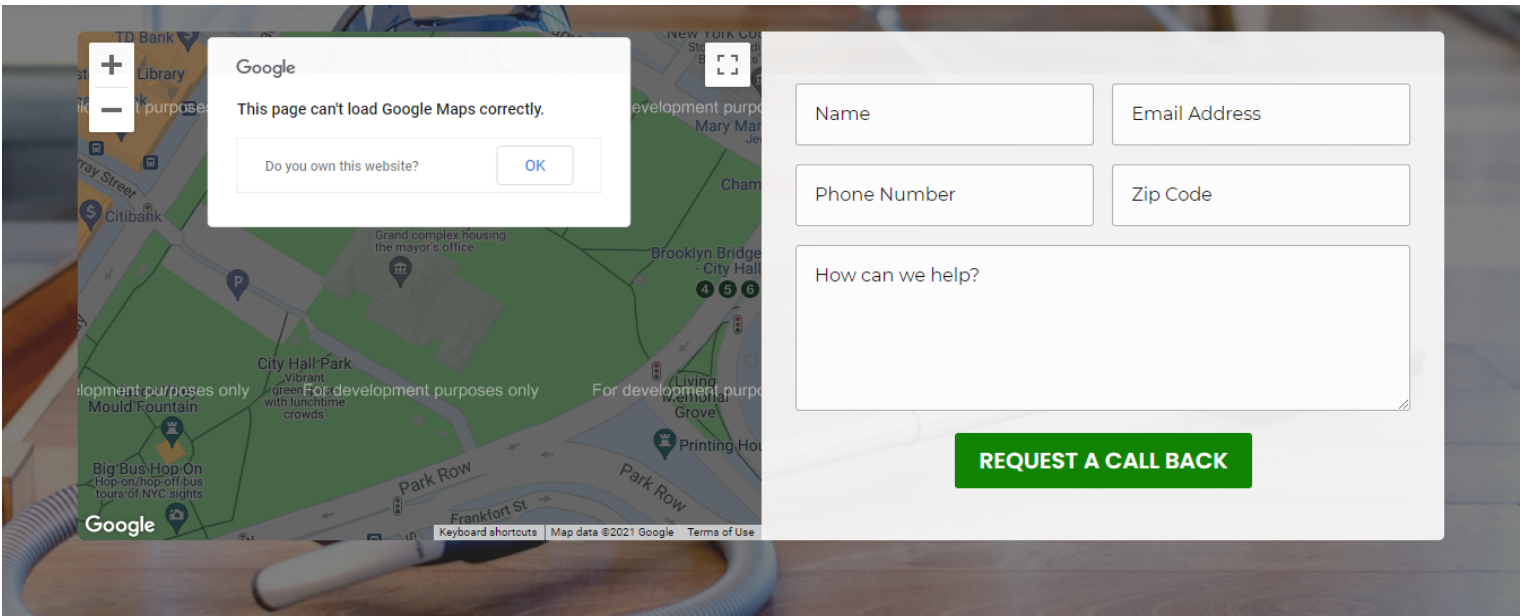 TD Bank
New York
Library
Google
This page can't load Google Maps correctly.
Do you own this website?
OK
purposes
Mary
Cham
Street
Citibank
Grand complex housing
the mayor's office
P
Brooklyn Bridge
- City Hall
4 5 6
City Hall Park
Vibrant
green space
with lunchtime
crowds
purposes only
For development purposes only
For development purpo
Mould Fountain
Living
Memorial
Grove
Printing
Big Bus Hop On
Hop-on/hop-off bus
tours of NYC sights
Park Row
Park Row
Frankfort St
Google
Keyboard shortcuts
Map data ©2021 Google
Terms of Use
Name
Email Address
Phone Number
Zip Code
How can we help?
REQUEST A CALL BACK